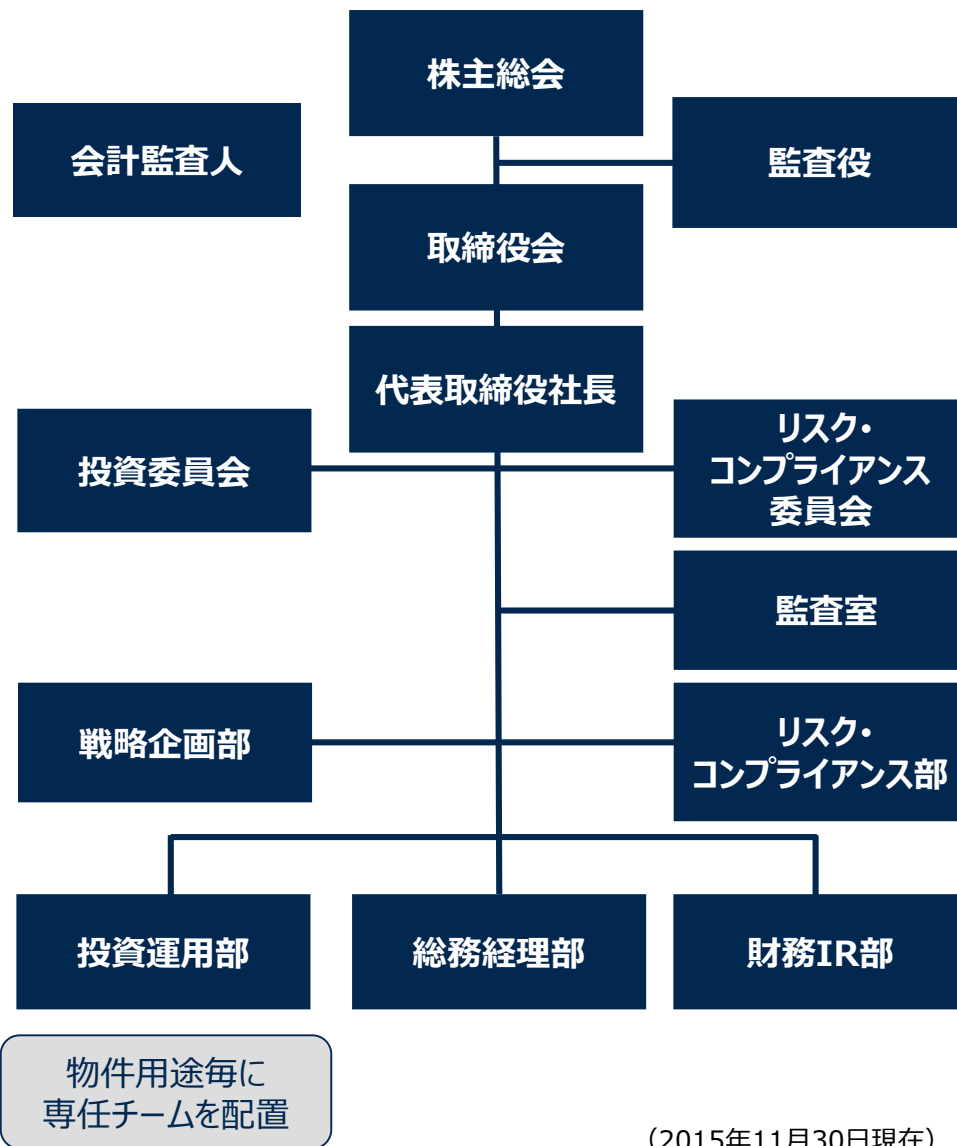 株主総会
会計監査人
監査役
取締役会
代表取締役社長
投資委員会
リスク・
コンプライアンス
委員会
監査室
戦略企画部
リスク・
コンプライアンス部
投資運用部
総務経理部
財務IR部
物件用途毎に
専任チームを配置
（2015年11月30日現在）